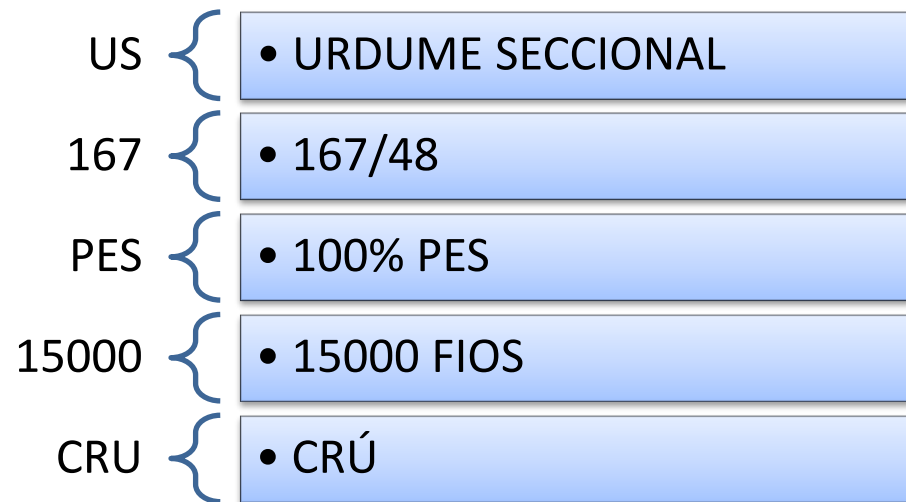 US
• URDUME SECCIONAL
167
• 167/48
PES
• 100% PES
15000
• 15000 FIOS
CRU
• CRÚ